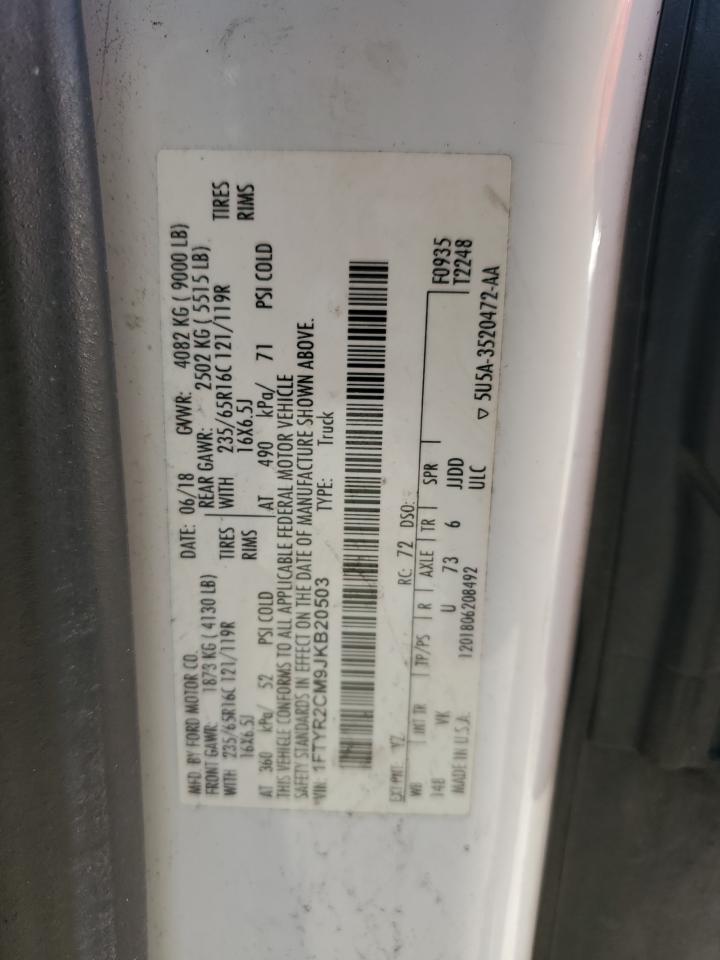 MFD. BY FORD MOTOR CO.
DATE: 06/18 GVWR: 4082 KG ( 9000 LB)
FRONT GAWR: 1873 KG ( 4130 LB) REAR GAWR: 2502 KG ( 5515 LB)
WITH 235/65R16C 121/119R TIRES WITH 235/65R16C 121/119R TIRES
16X6.5J RIMS 16X6.5J RIMS
AT 360 kPa/ 52 PSI COLD AT 490 kPa/ 71 PSI COLD
THIS VEHICLE CONFORMS TO ALL APPLICABLE FEDERAL MOTOR VEHICLE
SAFETY STANDARDS IN EFFECT ON THE DATE OF MANUFACTURE SHOWN ABOVE.
VIN: 1FTYR2CM9JKB20503 TYPE: Truck
EXT PNT: YZ RC: 72 DSO: F0935
WB INT TR TP/PS R AXLE TR SPR T2248
148 VK U 73 6 JJDD
MADE IN U.S.A. 1201806208492 ULC ▽ 5U5A-3520472-AA